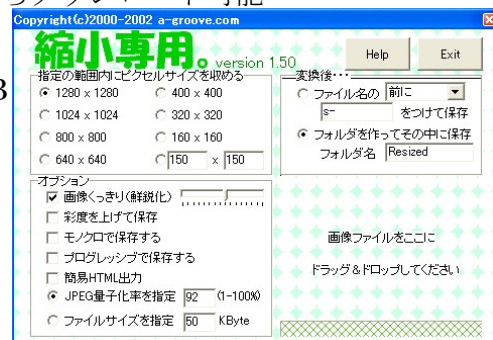 Copyright(c)2000-2002 a-groove.com
縮小専用。version 1.50
Help Exit
指定の範囲内にピクセルサイズを収める
1280 x 1280 400 x 400
1024 x 1024 320 x 320
800 x 800 160 x 160
640 x 640 150 x 150
変換後・・・
ファイル名の 前に
s- をつけて保存
フォルダを作ってその中に保存
フォルダ名 Resized
オプション
画像くっきり(鮮鋭化)
彩度を上げて保存
モノクロで保存する
プログレッシブで保存する
簡易HTML出力
JPEG量子化率を指定 92 (1-100%)
ファイルサイズを指定 50 KByte
画像ファイルをここに
ドラッグ&ドロップしてください